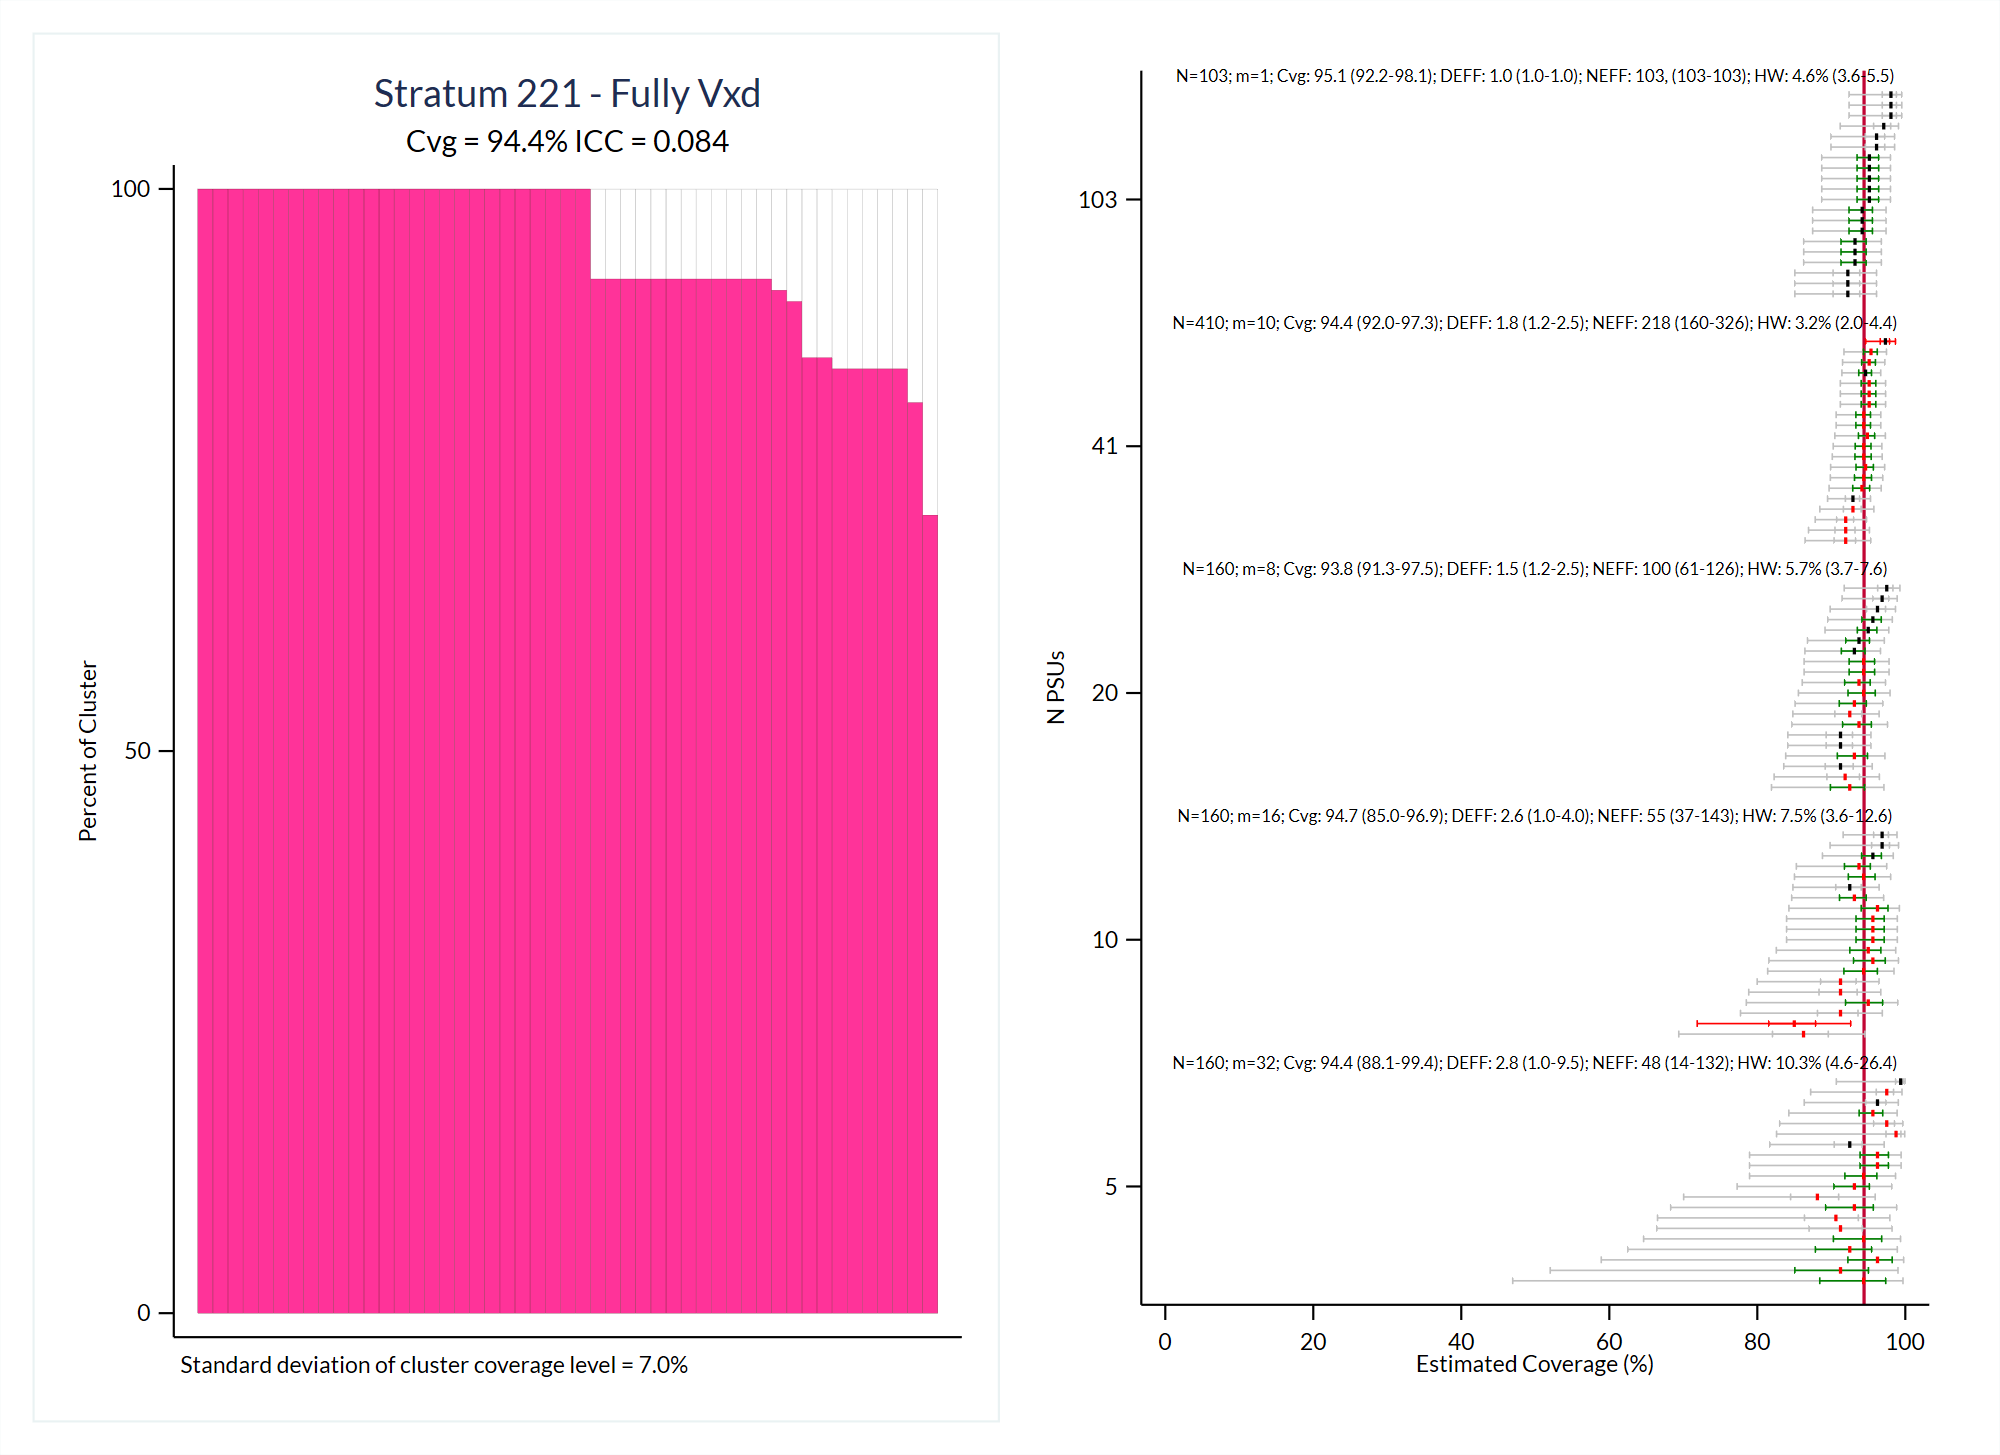 Stratum 221 - Fully Vxd
Cvg = 94.4% ICC = 0.084
100
50
0
Percent of Cluster
Standard deviation of cluster coverage level = 7.0%
N=103; m=1; Cvg: 95.1 (92.2-98.1); DEFF: 1.0 (1.0-1.0); NEFF: 103, (103-103); HW: 4.6% (3.6-5.5)
103
N=410; m=10; Cvg: 94.4 (92.0-97.3); DEFF: 1.8 (1.2-2.5); NEFF: 218 (160-326); HW: 3.2% (2.0-4.4)
41
N=160; m=8; Cvg: 93.8 (91.3-97.5); DEFF: 1.5 (1.2-2.5); NEFF: 100 (61-126); HW: 5.7% (3.7-7.6)
N PSUs
20
N=160; m=16; Cvg: 94.7 (85.0-96.9); DEFF: 2.6 (1.0-4.0); NEFF: 55 (37-143); HW: 7.5% (3.6-12.6)
10
N=160; m=32; Cvg: 94.4 (88.1-99.4); DEFF: 2.8 (1.0-9.5); NEFF: 48 (14-132); HW: 10.3% (4.6-26.4)
5
0 20 40 60 80 100
Estimated Coverage (%)